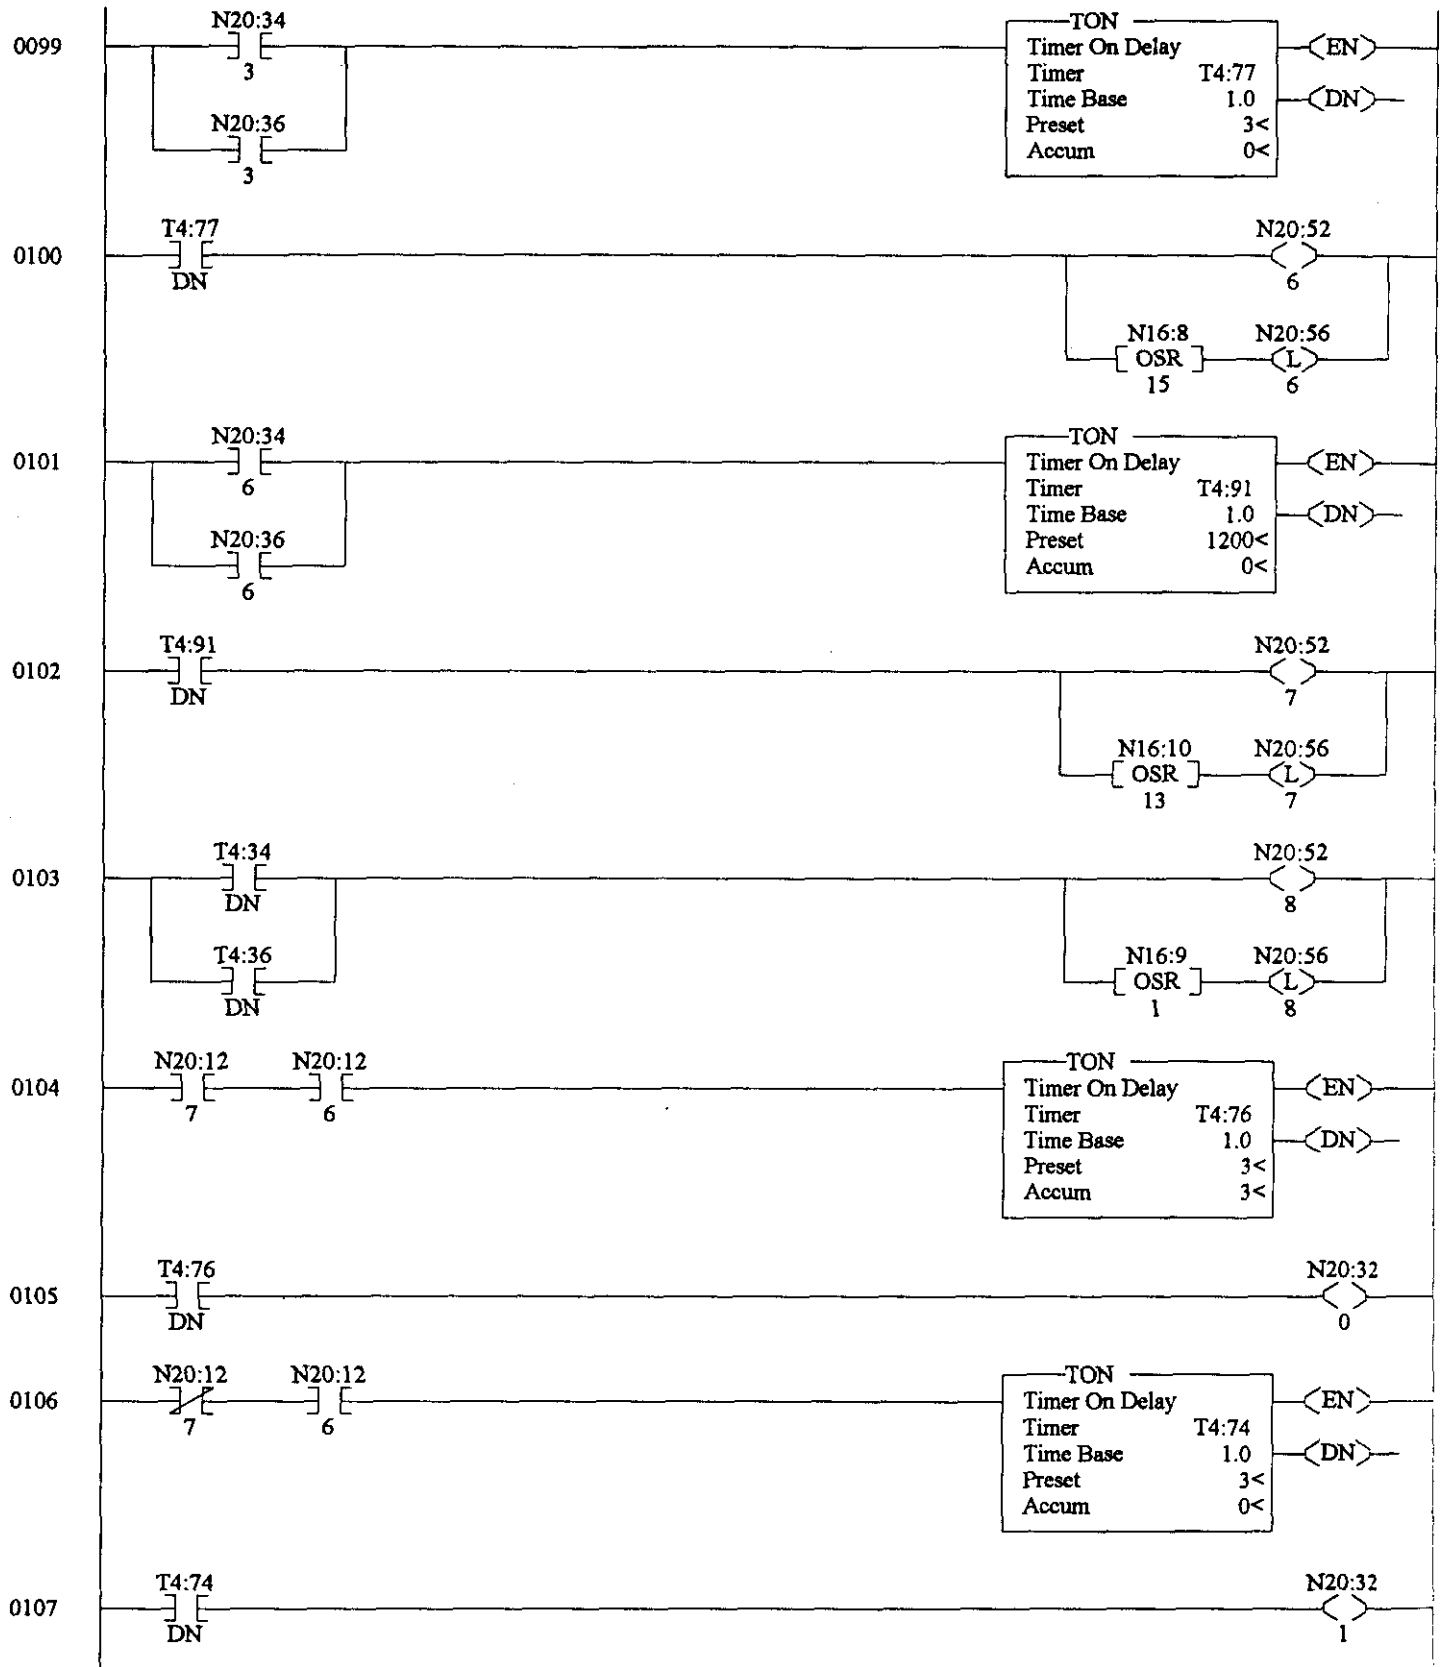 N20:34
TON
0099
Timer On Delay
EN
3
Timer T4:77
N20:36
Time Base 1.0
DN
Preset 3<
3
Accum 0<
T4:77
N20:52
0100
DN
6
N16:8 N20:56
OSR L
15 6
N20:34
TON
0101
Timer On Delay
EN
6
Timer T4:91
N20:36
Time Base 1.0
DN
Preset 1200<
6
Accum 0<
T4:91
N20:52
0102
DN
7
N16:10 N20:56
OSR L
13 7
T4:34
N20:52
0103
DN
8
T4:36
N16:9 N20:56
OSR L
DN
1 8
N20:12 N20:12
TON
0104
Timer On Delay
EN
7 6
Timer T4:76
Time Base 1.0
DN
Preset 3<
Accum 3<
T4:76
N20:32
0105
DN
0
N20:12 N20:12
TON
0106
Timer On Delay
EN
7 6
Timer T4:74
Time Base 1.0
DN
Preset 3<
Accum 0<
T4:74
N20:32
0107
DN
1